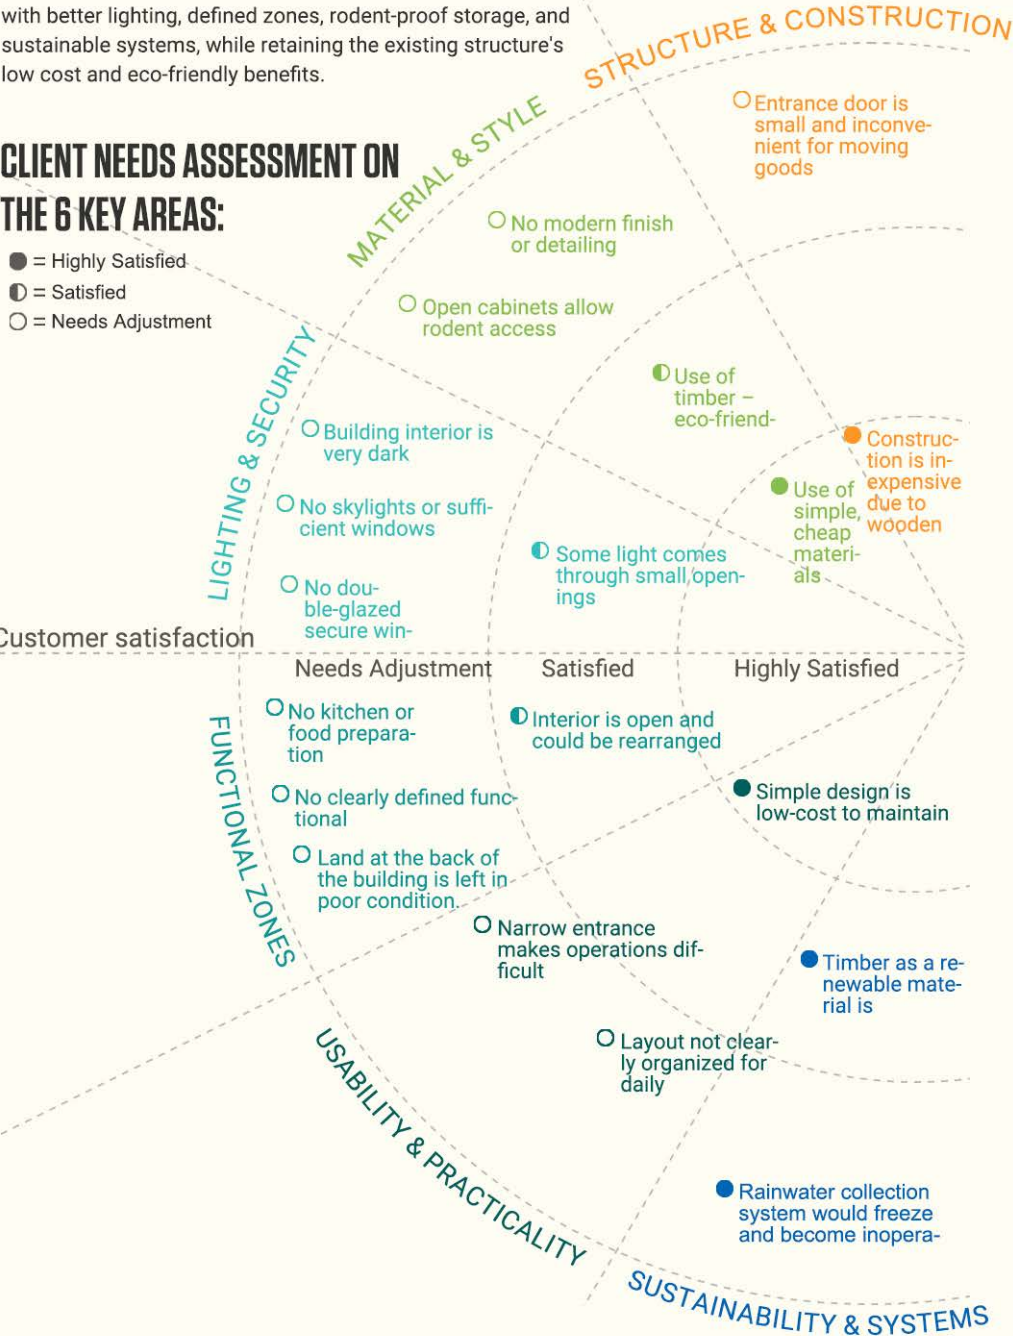 with better lighting, defined zones, rodent-proof storage, and
sustainable systems, while retaining the existing structure's
low cost and eco-friendly benefits.
CLIENT NEEDS ASSESSMENT ON
THE 6 KEY AREAS:
= Highly Satisfied
= Satisfied
= Needs Adjustment
STRUCTURE & CONSTRUCTION
Entrance door is
small and inconve-
nient for moving
goods
Construc-
tion is in-
expensive
due to
wooden
MATERIAL & STYLE
No modern finish
or detailing
Open cabinets allow
rodent access
Use of
timber –
eco-friend-
Use of
simple,
cheap
materi-
als
LIGHTING & SECURITY
Building interior is
very dark
No skylights or suffi-
cient windows
No dou-
ble-glazed
secure win-
Some light comes
through small open-
ings
Customer satisfaction
Needs Adjustment
Satisfied
Highly Satisfied
FUNCTIONAL ZONES
No kitchen or
food prepara-
tion
No clearly defined func-
tional
Land at the back of
the building is left in
poor condition.
Interior is open and
could be rearranged
USABILITY & PRACTICALITY
Simple design is
low-cost to maintain
Narrow entrance
makes operations dif-
ficult
Layout not clear-
ly organized for
daily
SUSTAINABILITY & SYSTEMS
Timber as a re-
newable mate-
rial is
Rainwater collection
system would freeze
and become inopera-